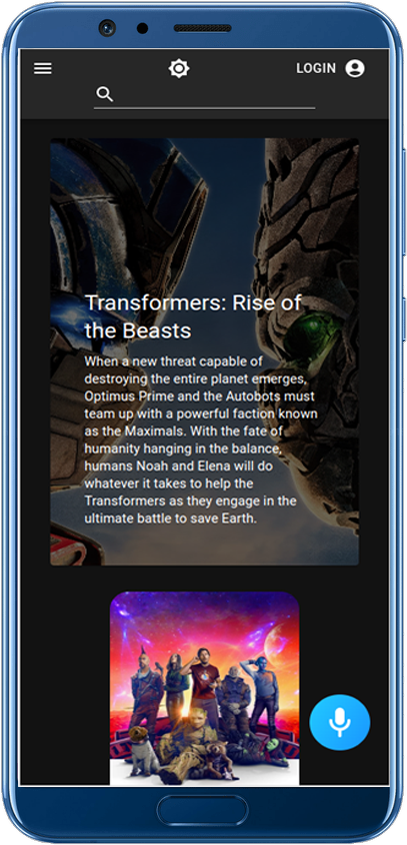 LOGIN
Transformers: Rise of
the Beasts
When a new threat capable of
destroying the entire planet emerges,
Optimus Prime and the Autobots must
team up with a powerful faction known
as the Maximals. With the fate of
humanity hanging in the balance,
humans Noah and Elena will do
whatever it takes to help the
Transformers as they engage in the
ultimate battle to save Earth.